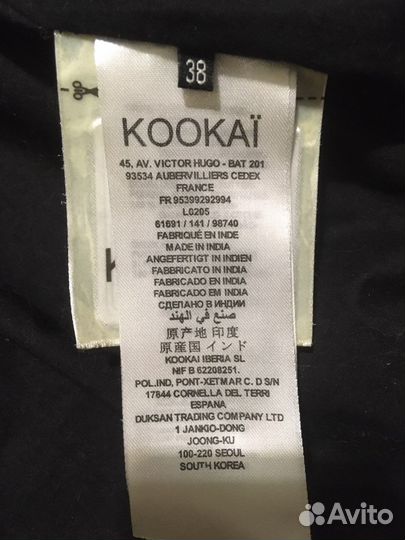 38
KOOKAÏ
45, AV. VICTOR HUGO - BAT 201
93534 AUBERVILLIERS CEDEX
FRANCE
FR 95399292994
L0205
61691 / 141 / 98740
FABRIQUÉ EN INDE
MADE IN INDIA
ANGEFERTIGT IN INDIEN
FABBRICATO IN INDIA
FABRICADO EN INDIA
FABRICADO EM INDIA
СДЕЛАНО В ИНДИИ
صنع في الهند
原产地 印度
原産国 インド
KOOKAI IBERIA SL
NIF B 62208251.
POL.IND, PONT-XETMAR C. D S/N
17844 CORNELLA DEL TERRI
ESPANA
DUKSAN TRADING COMPANY LTD
1 JANKIO-DONG
JOONG-KU
100-220 SEOUL
SOUTH KOREA
Avito